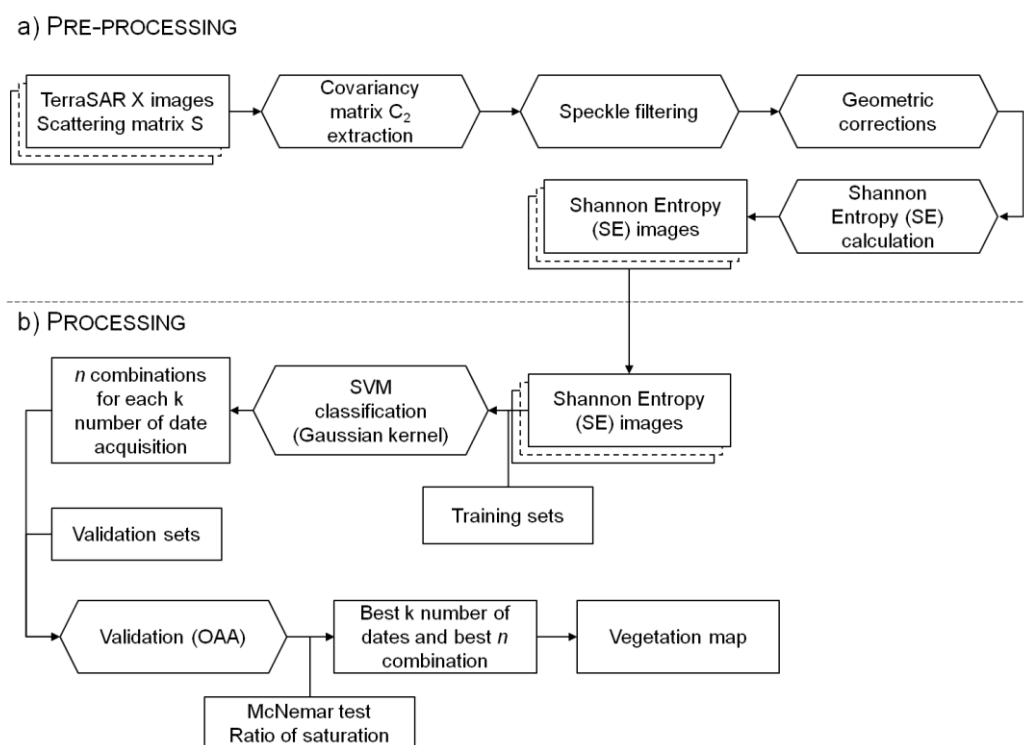 a) PRE-PROCESSING
TerraSAR X images
Scattering matrix S
Covariancy
matrix C₂
extraction
Speckle filtering
Geometric
corrections
Shannon Entropy
(SE) images
Shannon
Entropy (SE)
calculation
b) PROCESSING
n combinations
for each k
number of date
acquisition
SVM
classification
(Gaussian kernel)
Shannon Entropy
(SE) images
Training sets
Validation sets
Validation (OAA)
Best k number of
dates and best n
combination
Vegetation map
McNemar test
Ratio of saturation